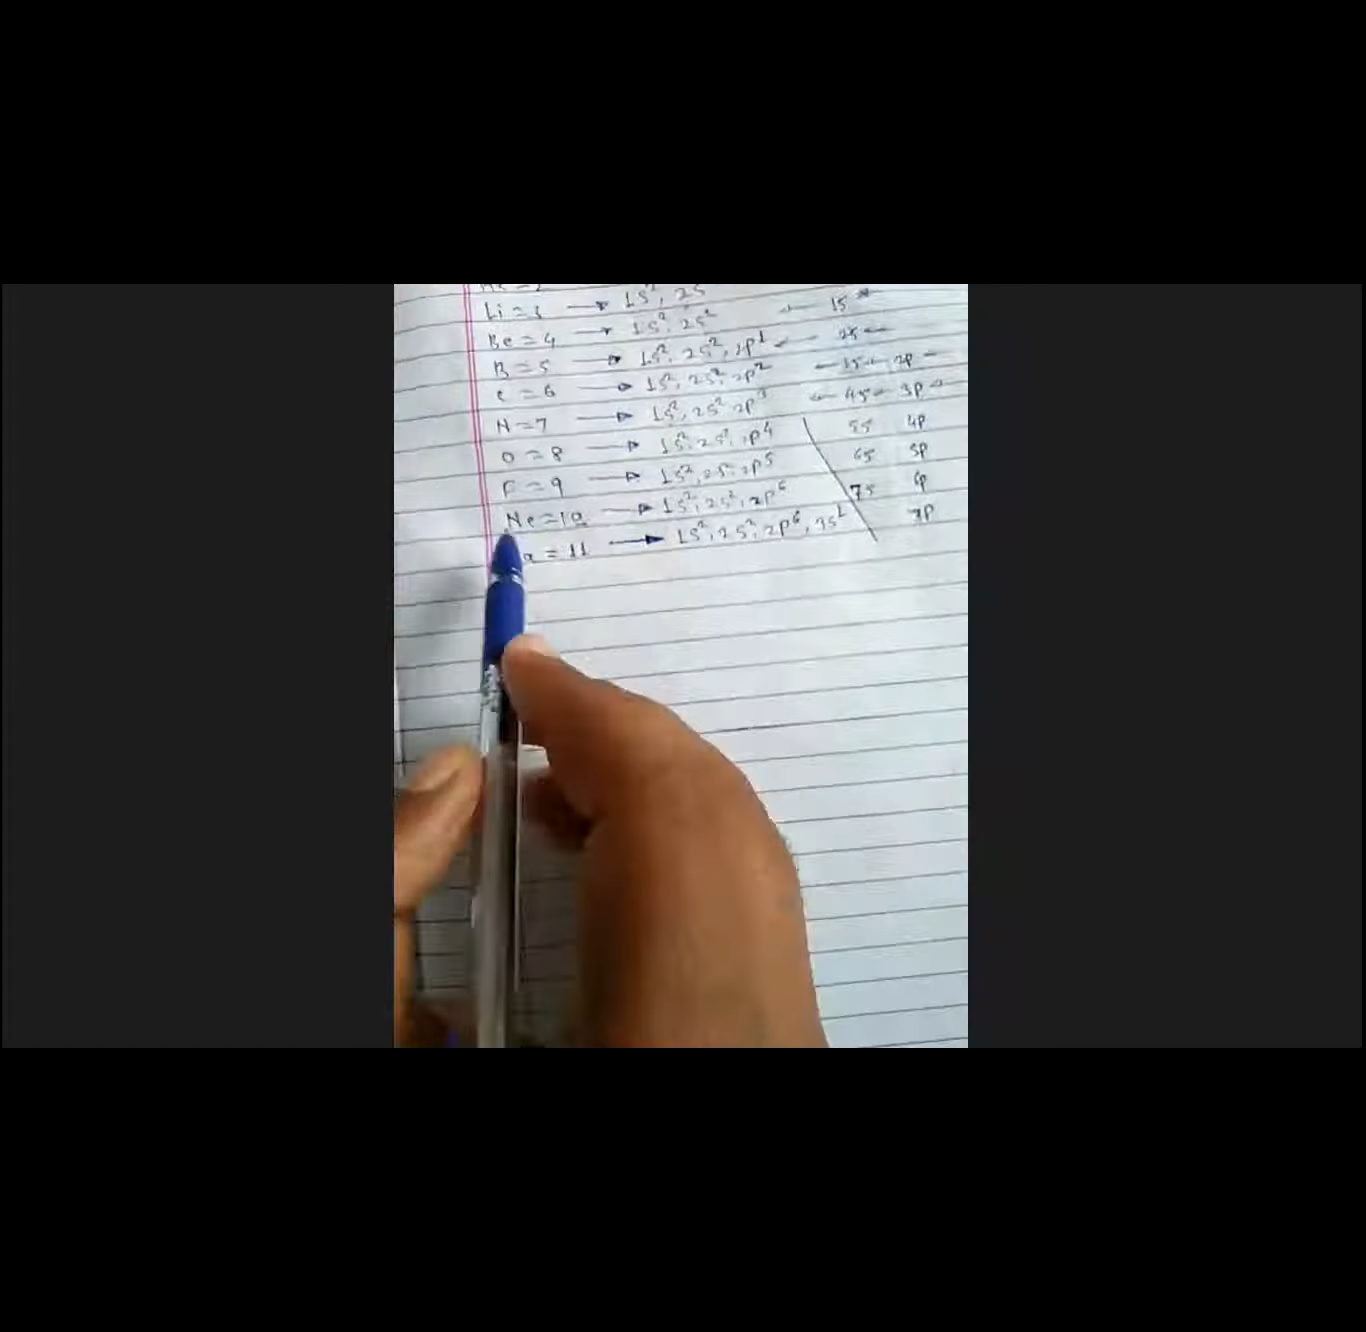 Li = 3 → 1s², 2s
Be = 4 → 1s², 2s² ← 1s
B = 5 → 1s², 2s², 2p¹ ← 2s ←
c = 6 → 1s², 2s², 2p² ← ← 2p ←
N = 7 → 1s², 2s² 2p³ ← 4s ← 3p
O = 8 → 1s², 2s², 2p⁴ 5s 4p
F = 9 → 1s², 2s², 2p⁵ 6s 5p
Ne = 10 → 1s², 2s², 2p⁶ 7s 6p
a = 11 → 1s², 2s², 2p⁶, 3s¹ 7p